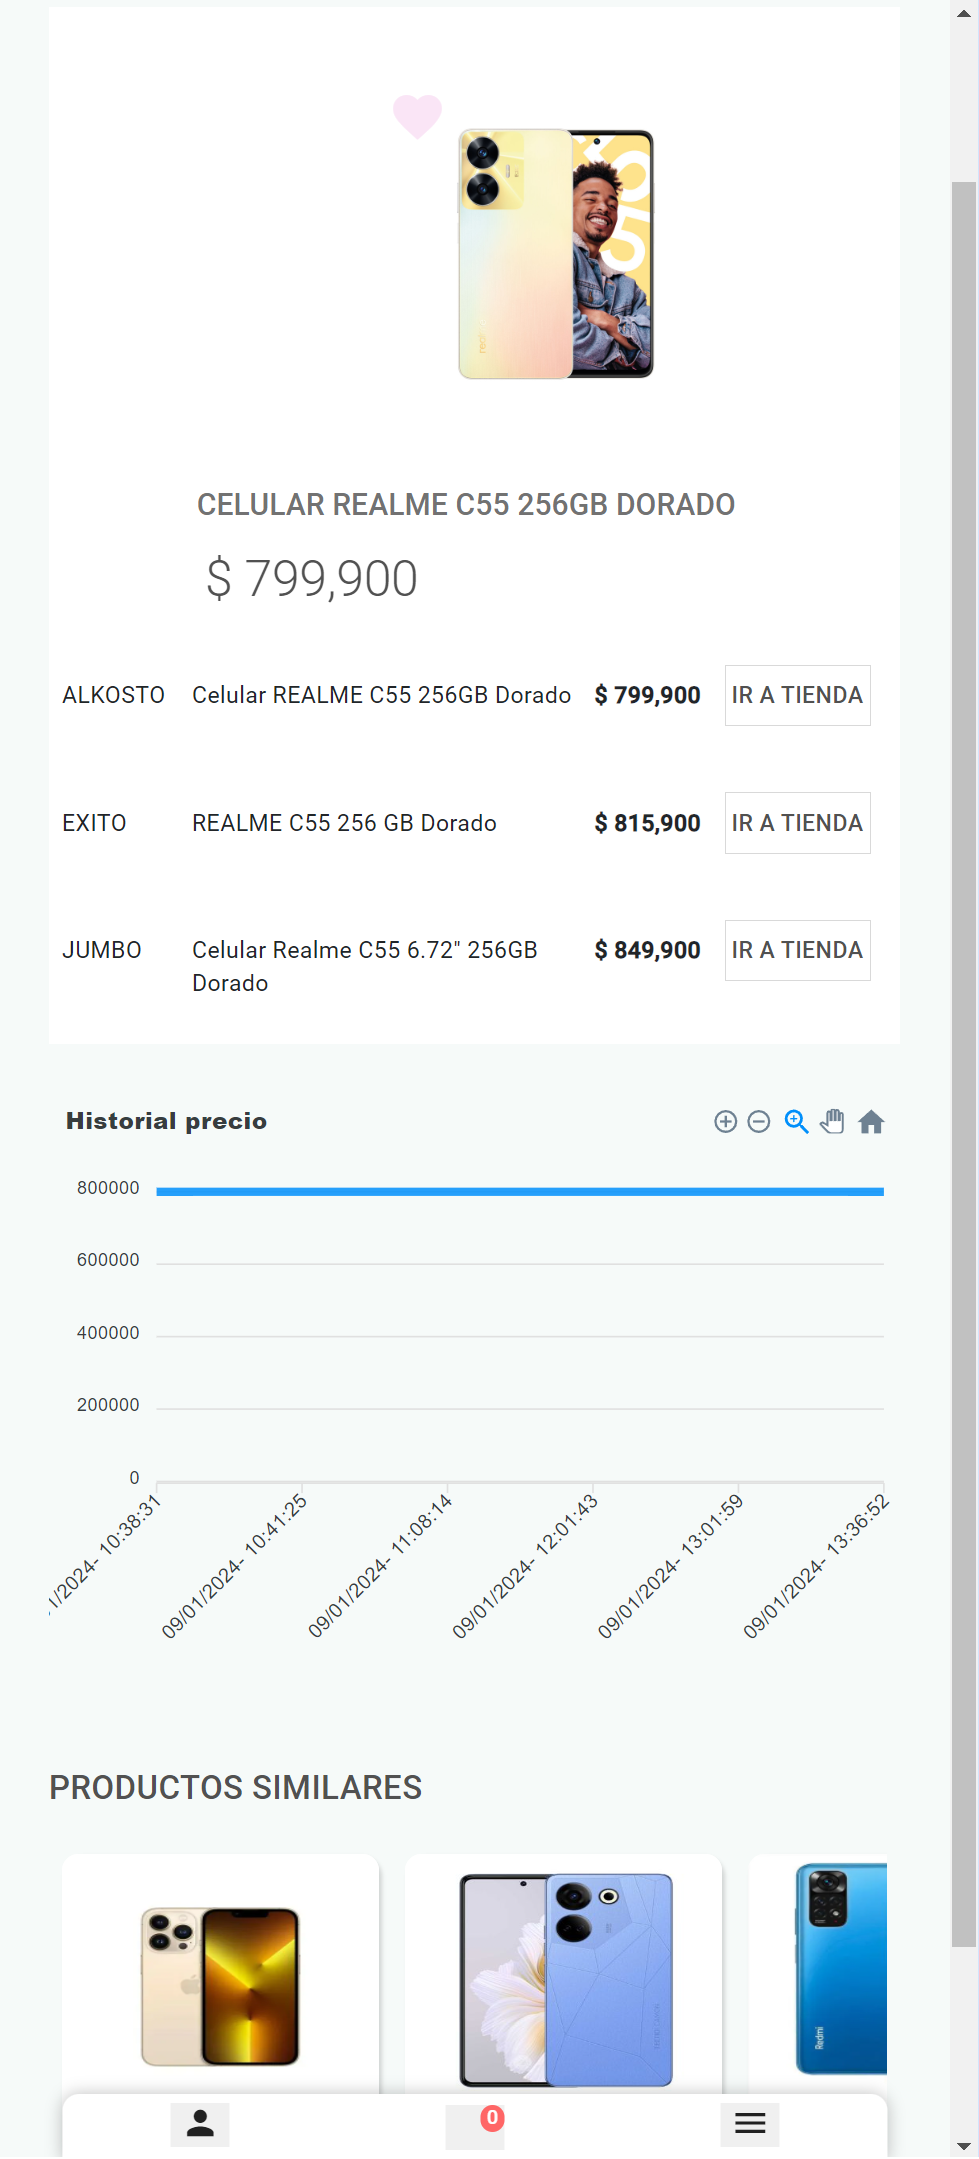 CELULAR REALME C55 256GB DORADO
$ 799,900
ALKOSTO Celular REALME C55 256GB Dorado $ 799,900 IR A TIENDA
EXITO REALME C55 256 GB Dorado $ 815,900 IR A TIENDA
JUMBO Celular Realme C55 6.72" 256GB $ 849,900 IR A TIENDA
Dorado
Historial precio
800000
600000
400000
200000
0
1/2024- 10:38:31
09/01/2024- 10:41:25
09/01/2024- 11:08:14
09/01/2024- 12:01:43
09/01/2024- 13:01:59
09/01/2024- 13:36:52
PRODUCTOS SIMILARES
Redmi
0